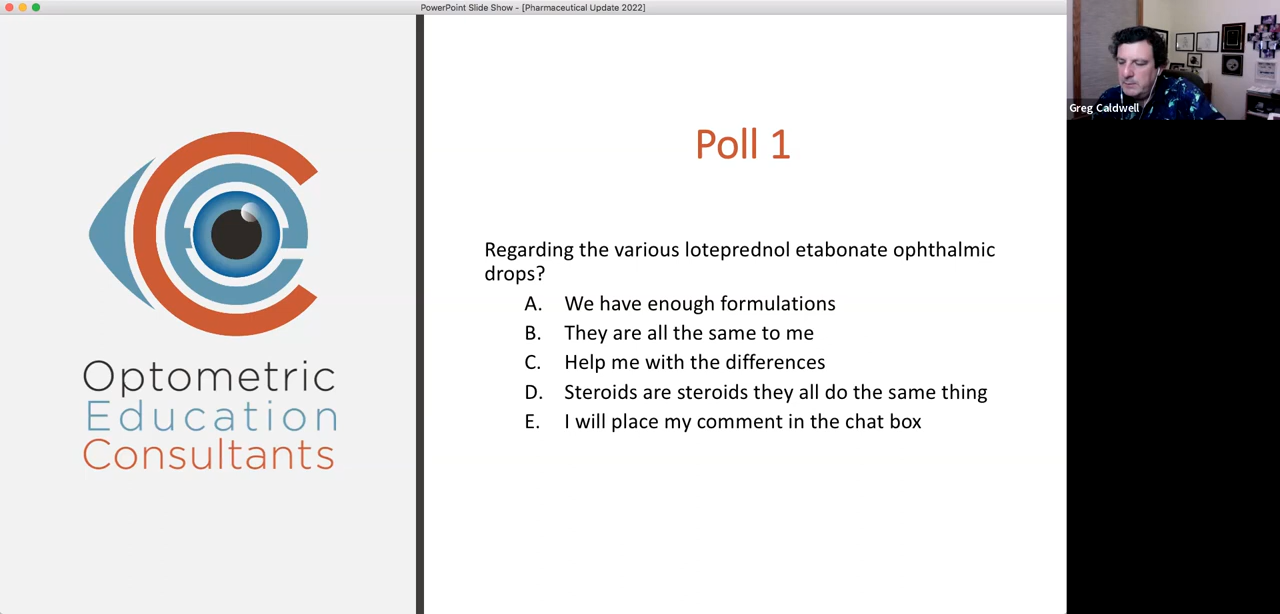 PowerPoint Slide Show - [Pharmaceutical Update 2022]
Optometric
Education
Consultants
Poll 1
Regarding the various loteprednol etabonate ophthalmic
drops?
A. We have enough formulations
B. They are all the same to me
C. Help me with the differences
D. Steroids are steroids they all do the same thing
E. I will place my comment in the chat box
Greg Caldwell